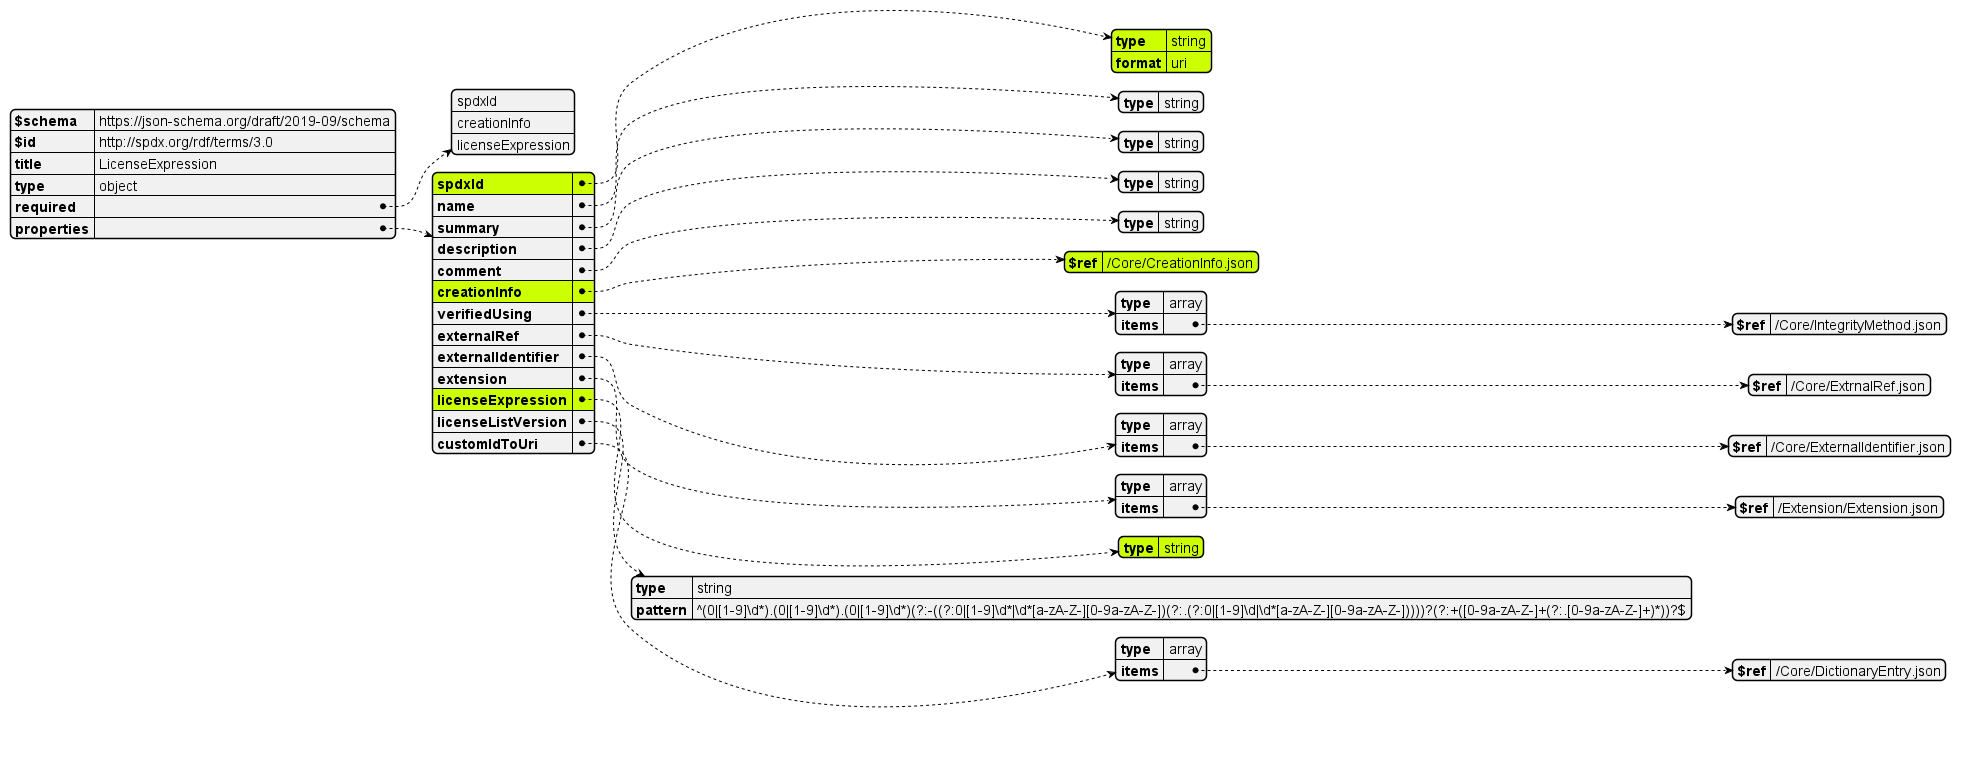 $schema https://json-schema.org/draft/2019-09/schema
$id http://spdx.org/rdf/terms/3.0
title LicenseExpression
type object
required
properties
spdxId
creationInfo
licenseExpression
spdxId
name
summary
description
comment
creationInfo
verifiedUsing
externalRef
externalIdentifier
extension
licenseExpression
licenseListVersion
customIdToUri
type string
format uri
type string
type string
type string
type string
$ref /Core/CreationInfo.json
type array
items
$ref /Core/IntegrityMethod.json
type array
items
$ref /Core/ExtrnalRef.json
type array
items
$ref /Core/ExternalIdentifier.json
type array
items
$ref /Extension/Extension.json
type string
type string
pattern ^(0|[1-9]\d*).(0|[1-9]\d*).(0|[1-9]\d*)(?:-((?:0|[1-9]\d*|\d*[a-zA-Z-][0-9a-zA-Z-])(?:.(?:0|[1-9]\d|\d*[a-zA-Z-][0-9a-zA-Z-]))))?(?:+([0-9a-zA-Z-]+(?:.[0-9a-zA-Z-]+)*))?$
type array
items
$ref /Core/DictionaryEntry.json